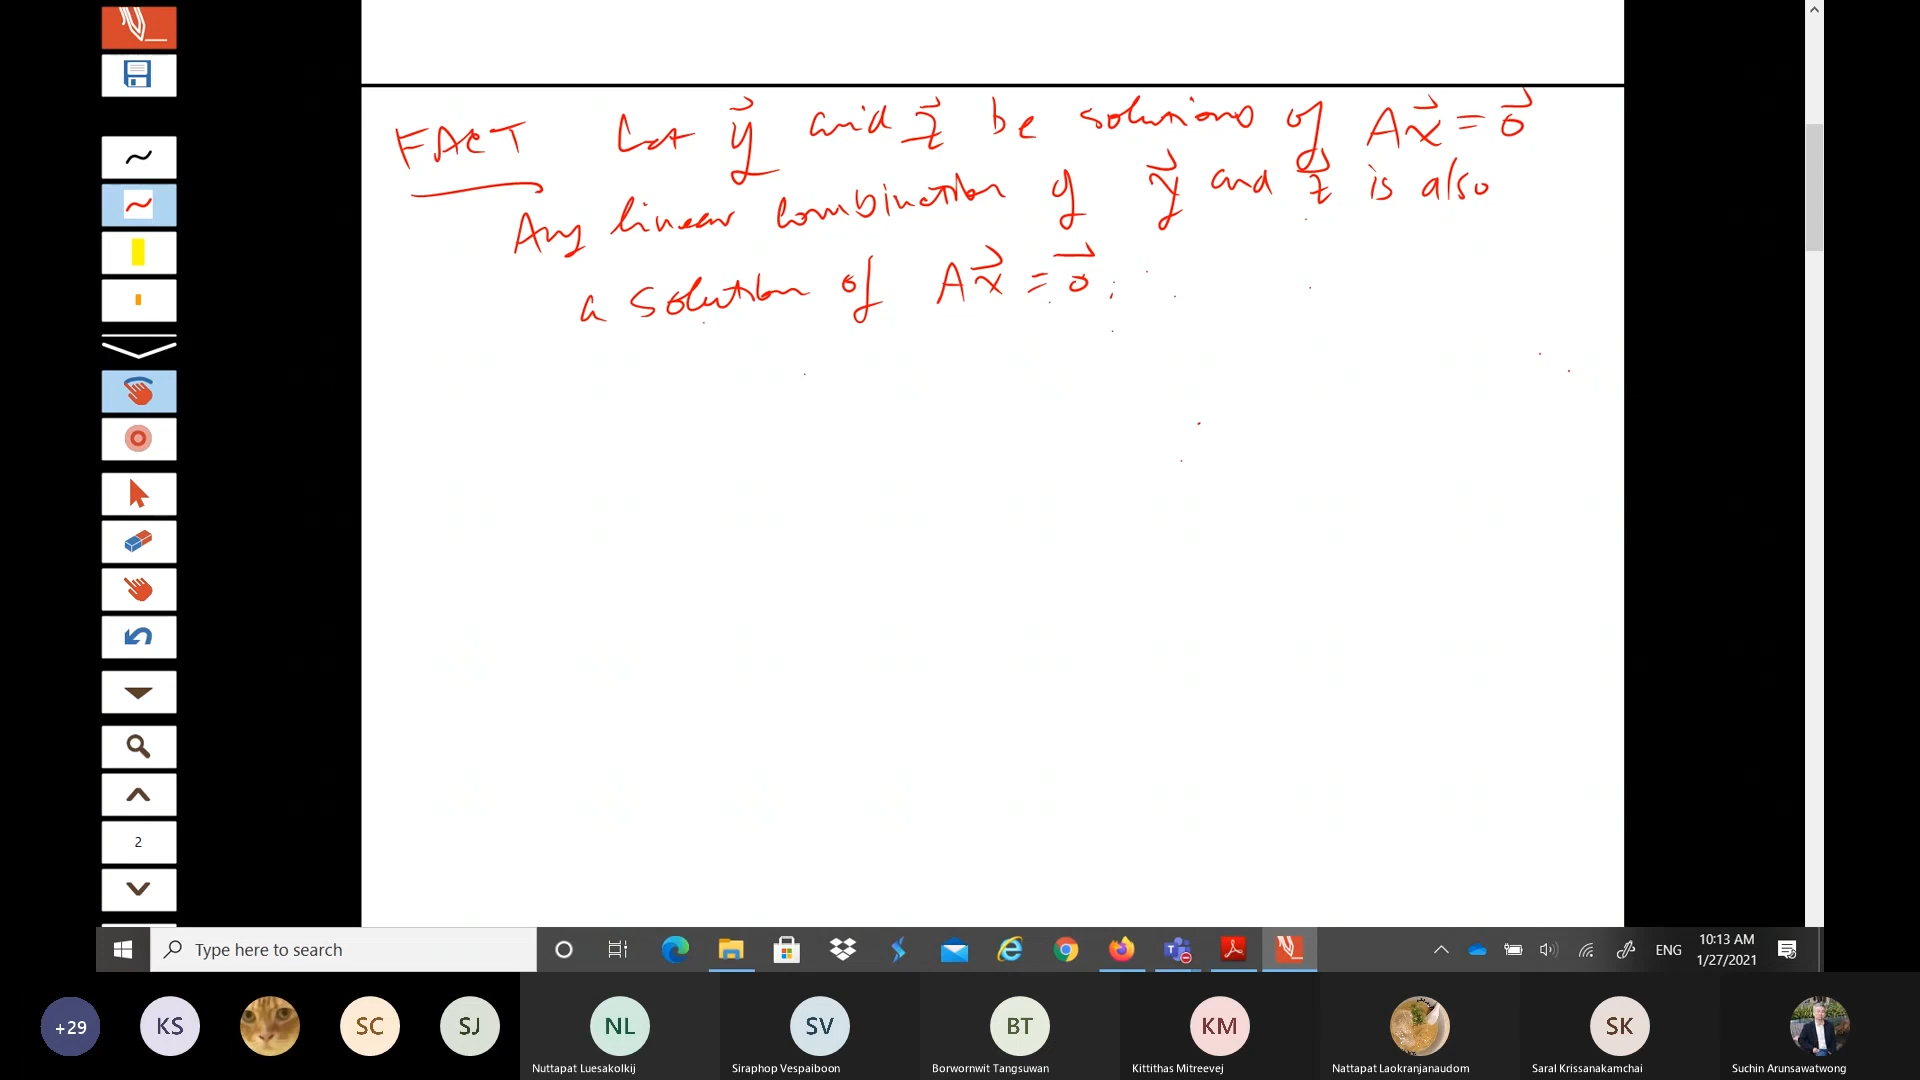 FACT Let y⃗ and z⃗ be solutions of Ax⃗ = 0⃗
Any linear combination of y⃗ and z⃗ is also
a solution of Ax⃗ = 0⃗.
2
Type here to search
ENG
10:13 AM
1/27/2021
+29
KS
SC
SJ
NL
SV
BT
KM
SK
Nuttapat Luesakolkij
Siraphop Vespaiboon
Borwornwit Tangsuwan
Kittithas Mitreevej
Nattapat Laokranjanaudom
Saral Krissanakamchai
Suchin Arunsawatwong